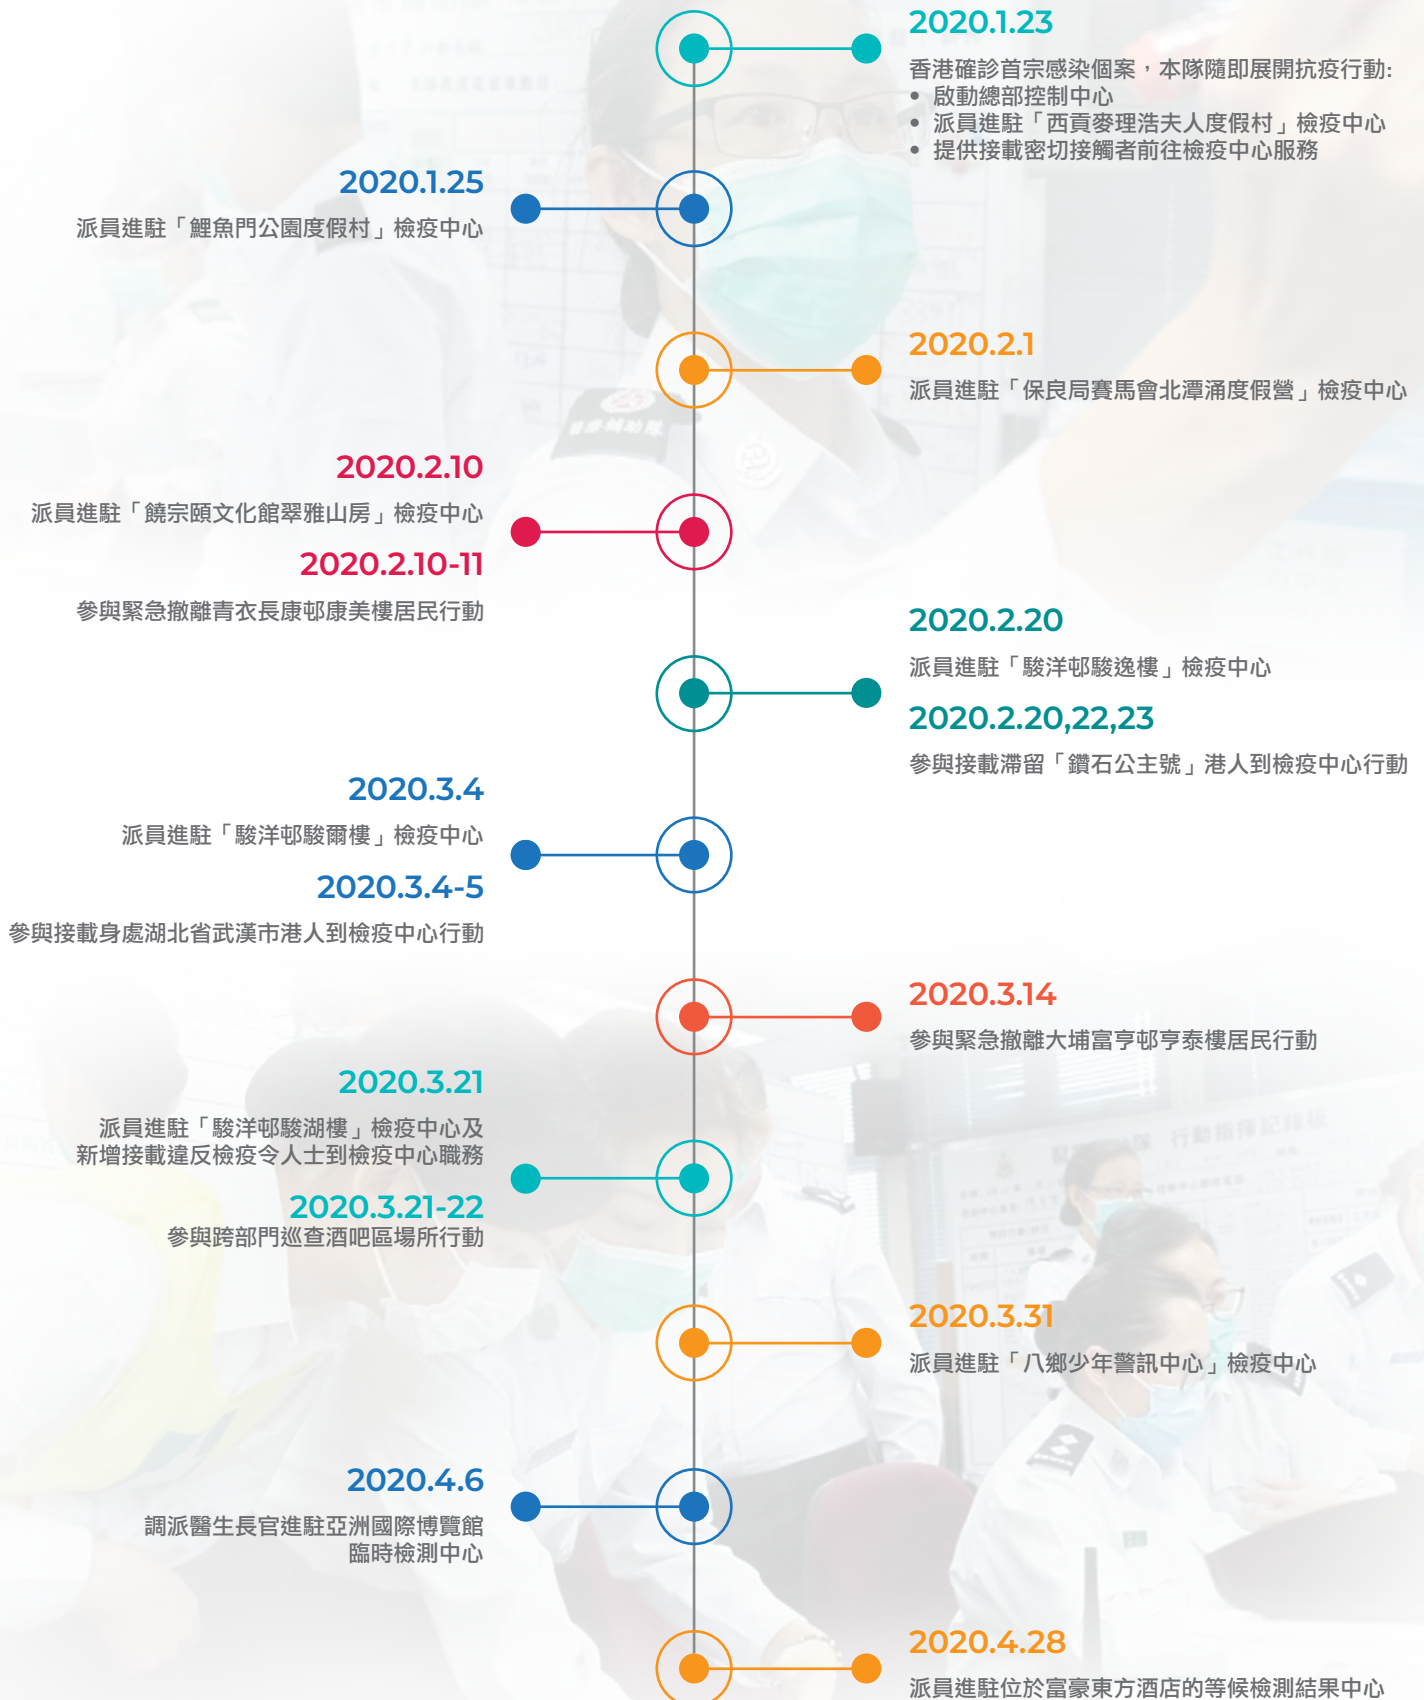 2020.1.23
香港確診首宗感染個案，本隊隨即展開抗疫行動:
• 啟動總部控制中心
• 派員進駐「西貢麥理浩夫人度假村」檢疫中心
• 提供接載密切接觸者前往檢疫中心服務
2020.1.25
派員進駐「鯉魚門公園度假村」檢疫中心
2020.2.1
派員進駐「保良局賽馬會北潭涌度假營」檢疫中心
醫療輔助隊
2020.2.10
派員進駐「饒宗頤文化館翠雅山房」檢疫中心
2020.2.10-11
參與緊急撤離青衣長康邨康美樓居民行動
2020.2.20
派員進駐「駿洋邨駿逸樓」檢疫中心
2020.2.20,22,23
參與接載滯留「鑽石公主號」港人到檢疫中心行動
2020.3.4
派員進駐「駿洋邨駿爾樓」檢疫中心
2020.3.4-5
參與接載身處湖北省武漢市港人到檢疫中心行動
2020.3.14
參與緊急撤離大埔富亨邨亨泰樓居民行動
2020.3.21
派員進駐「駿洋邨駿湖樓」檢疫中心及
新增接載違反檢疫令人士到檢疫中心職務
2020.3.21-22
參與跨部門巡查酒吧區場所行動
隊 行動指揮記錄板
2020.3.31
派員進駐「八鄉少年警訊中心」檢疫中心
2020.4.6
調派醫生長官進駐亞洲國際博覽館
臨時檢測中心
2020.4.28
派員進駐位於富豪東方酒店的等候檢測結果中心